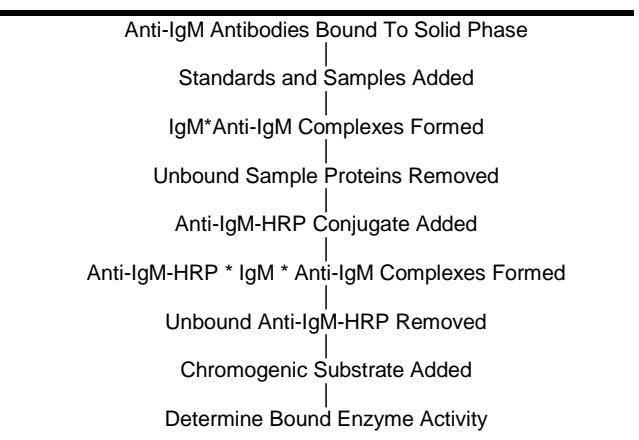 Anti-IgM Antibodies Bound To Solid Phase
Standards and Samples Added
IgM*Anti-IgM Complexes Formed
Unbound Sample Proteins Removed
Anti-IgM-HRP Conjugate Added
Anti-IgM-HRP * IgM * Anti-IgM Complexes Formed
Unbound Anti-IgM-HRP Removed
Chromogenic Substrate Added
Determine Bound Enzyme Activity